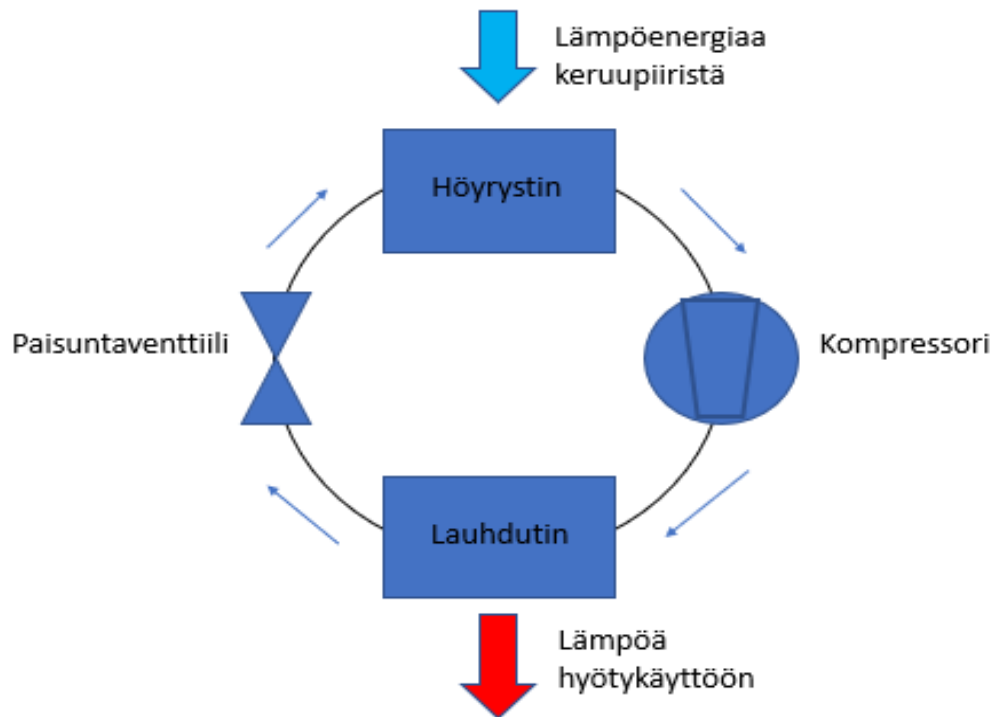 Lämpöenergiaa
keruupiiristä
Höyrystin
Paisuntaventtiili
Kompressori
Lauhdutin
Lämpöä
hyötykäyttöön